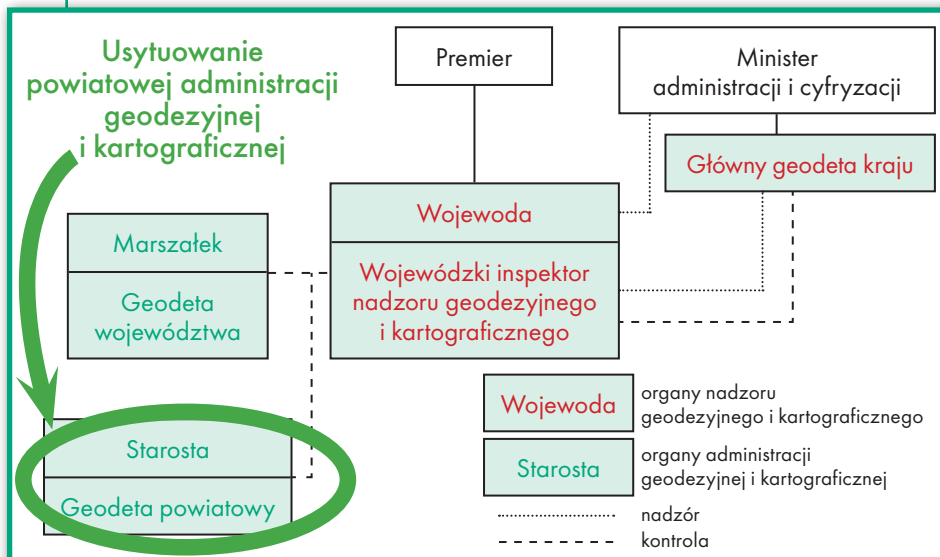 Usytuowanie
powiatowej administracji
geodezyjnej
i kartograficznej
Premier
Minister
administracji i cyfryzacji
Główny geodeta kraju
Wojewoda
Wojewódzki inspektor
nadzoru geodezyjnego
i kartograficznego
Marszałek
Geodeta
województwa
Starosta
Geodeta powiatowy
Wojewoda
organy nadzoru
geodezyjnego i kartograficznego
Starosta
organy administracji
geodezyjnej i kartograficznej
nadzór
kontrola